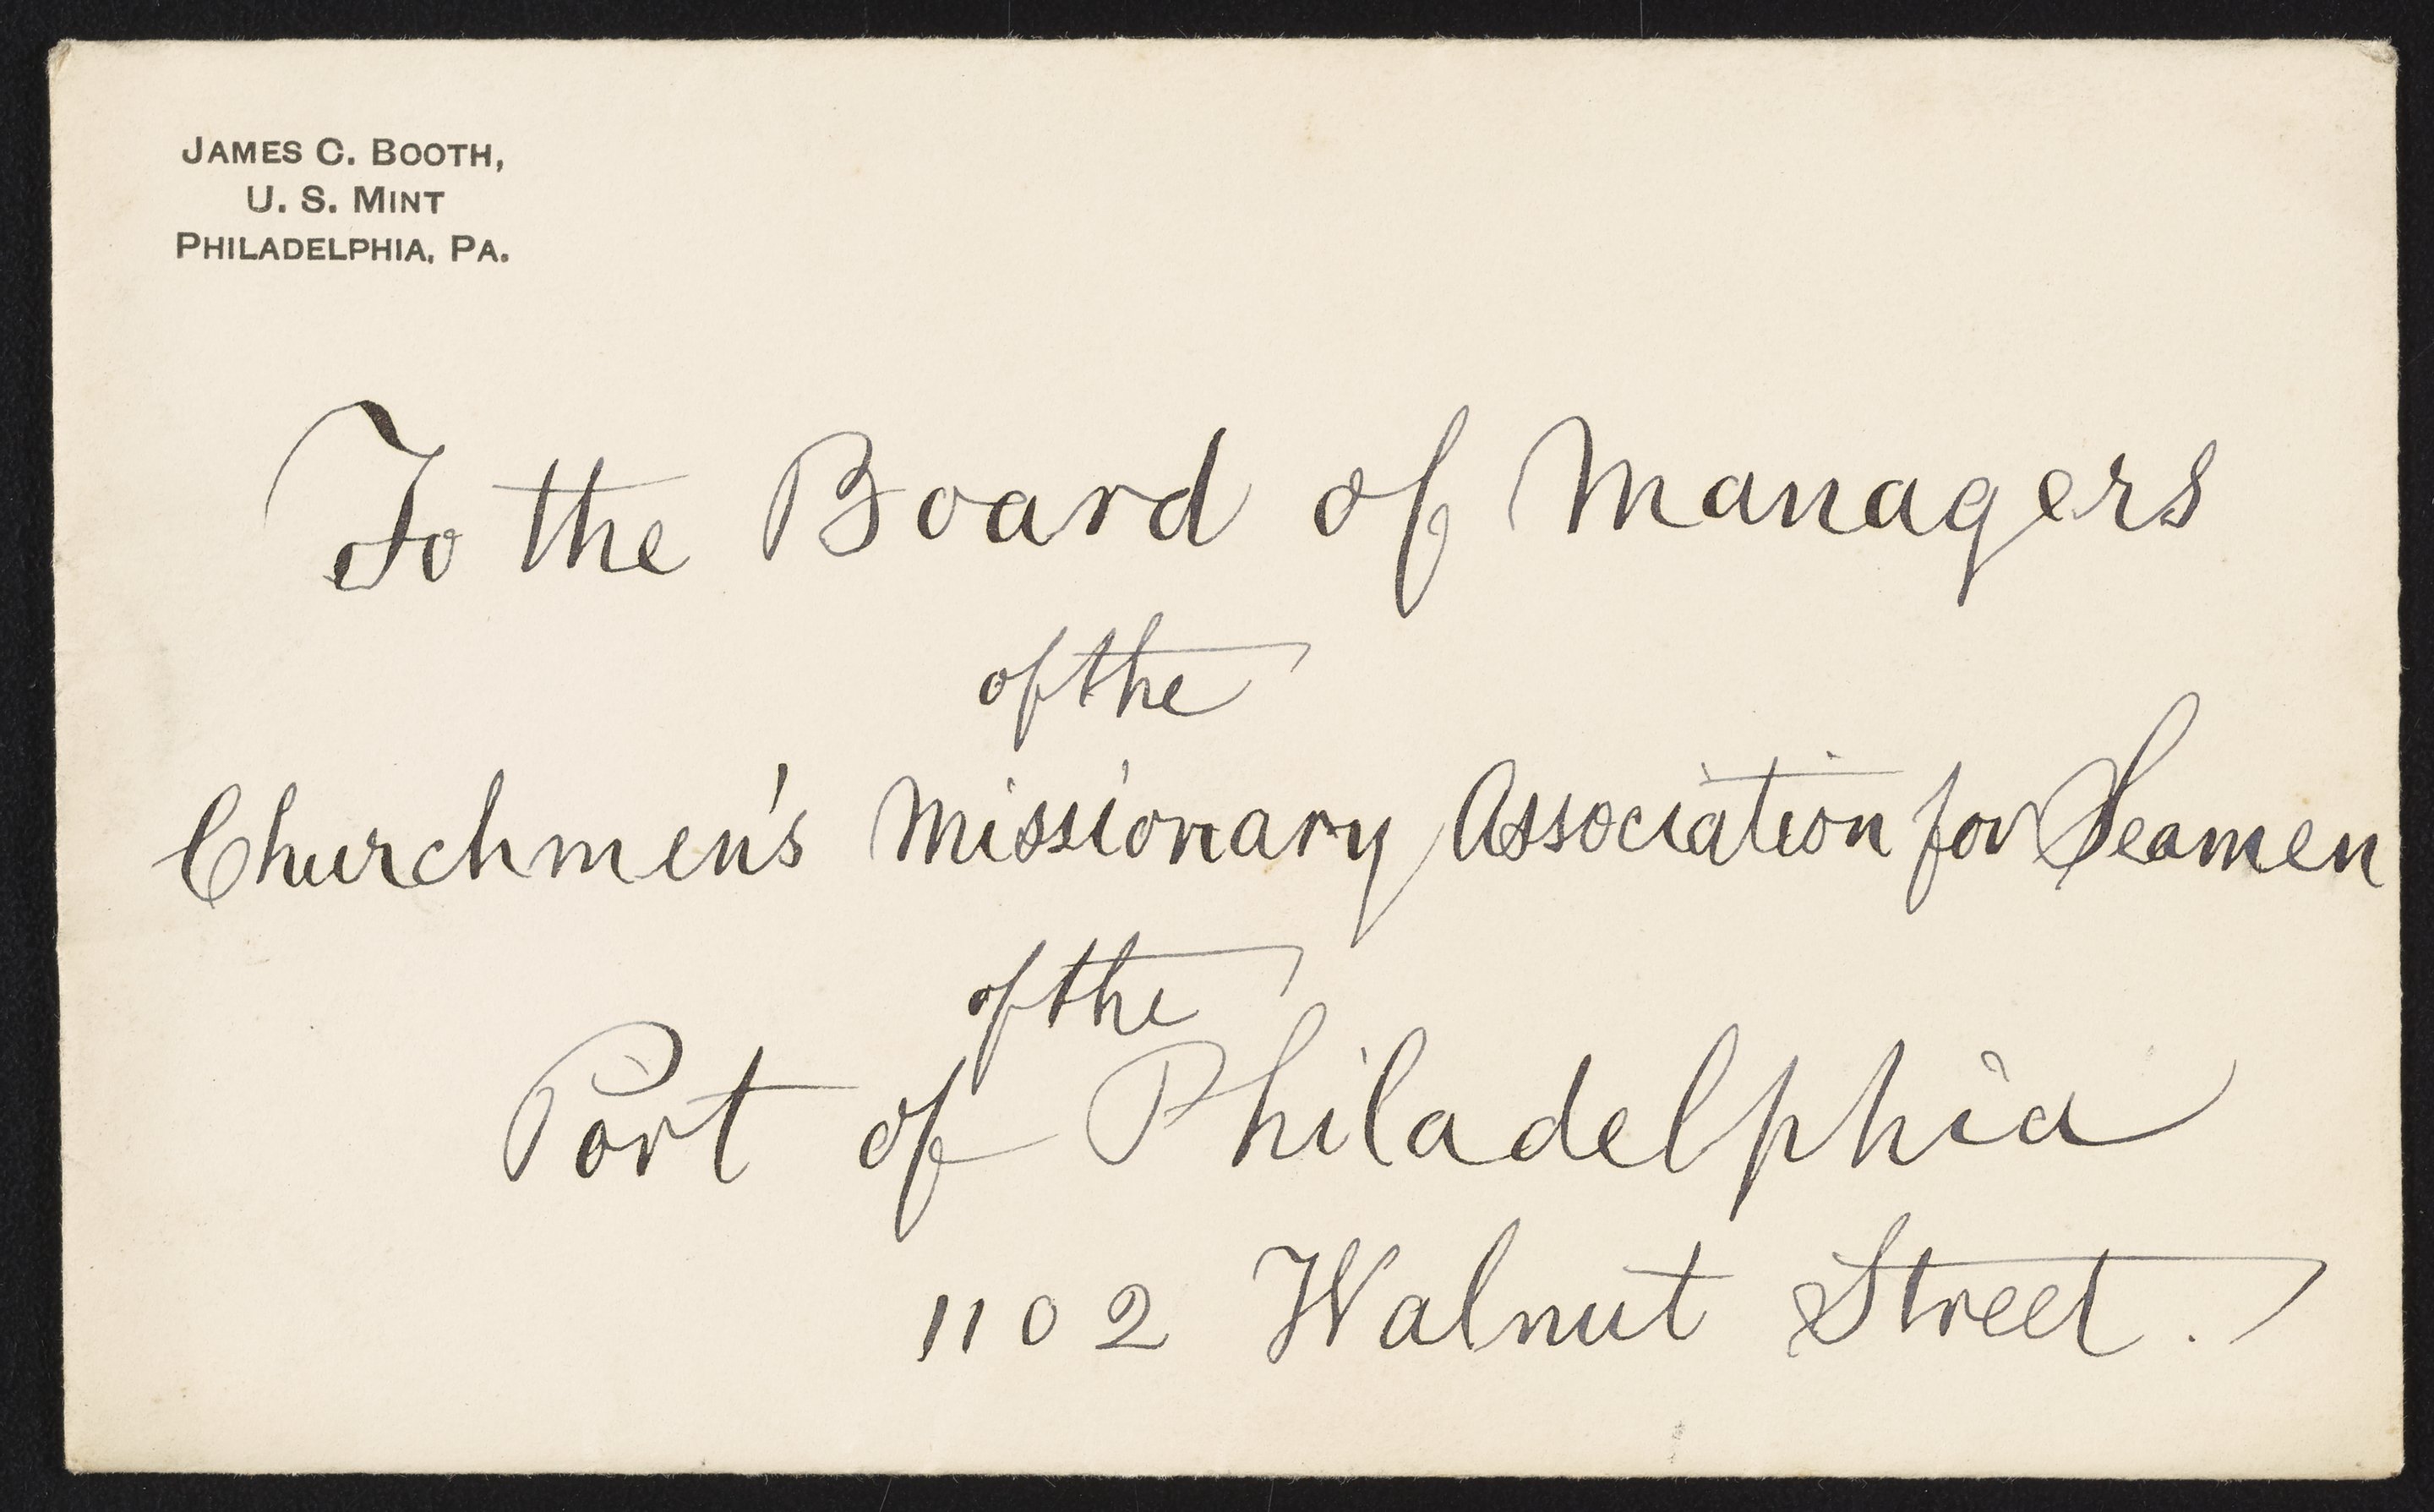 JAMES C. BOOTH,
U. S. MINT
PHILADELPHIA, PA.
To the Board of Managers
of the
Churchmen's Missionary Association for Seamen
of the
Port of Philadelphia
1102 Walnut Street.